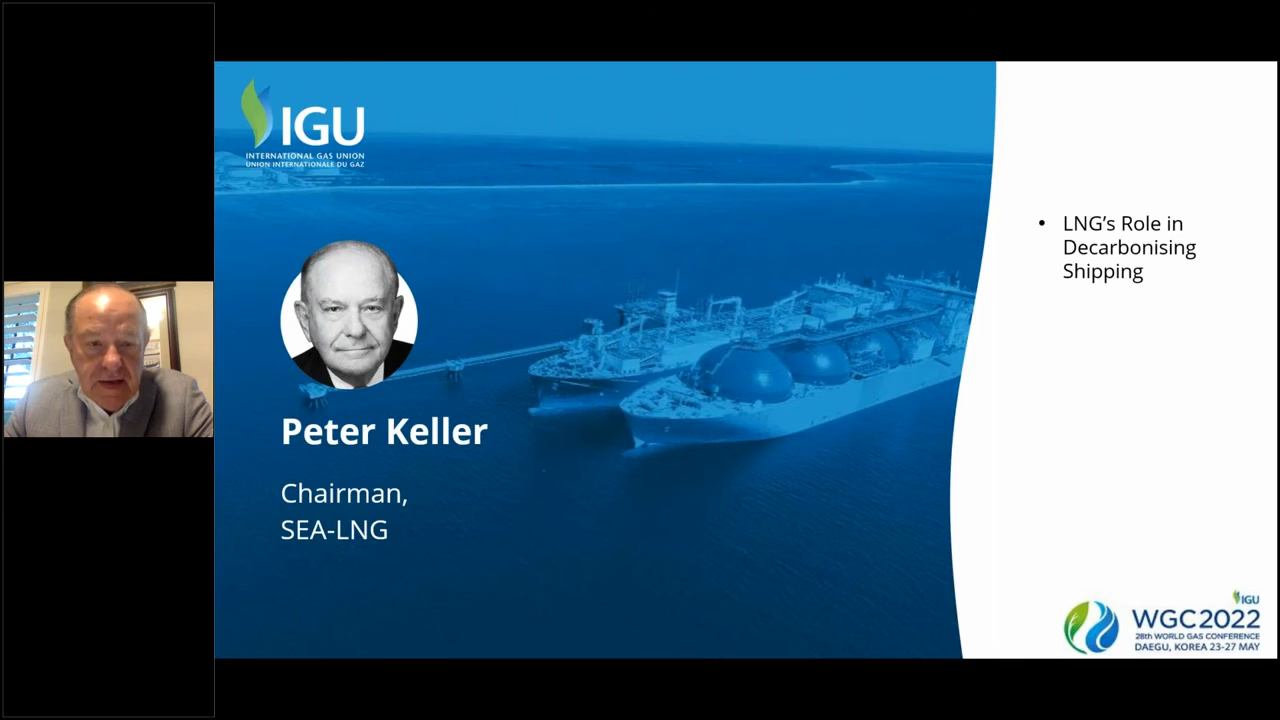 IGU
INTERNATIONAL GAS UNION
UNION INTERNATIONALE DU GAZ
Peter Keller
Chairman,
SEA-LNG
• LNG’s Role in
Decarbonising
Shipping
IGU
WGC2022
28th WORLD GAS CONFERENCE
DAEGU, KOREA 23-27 MAY